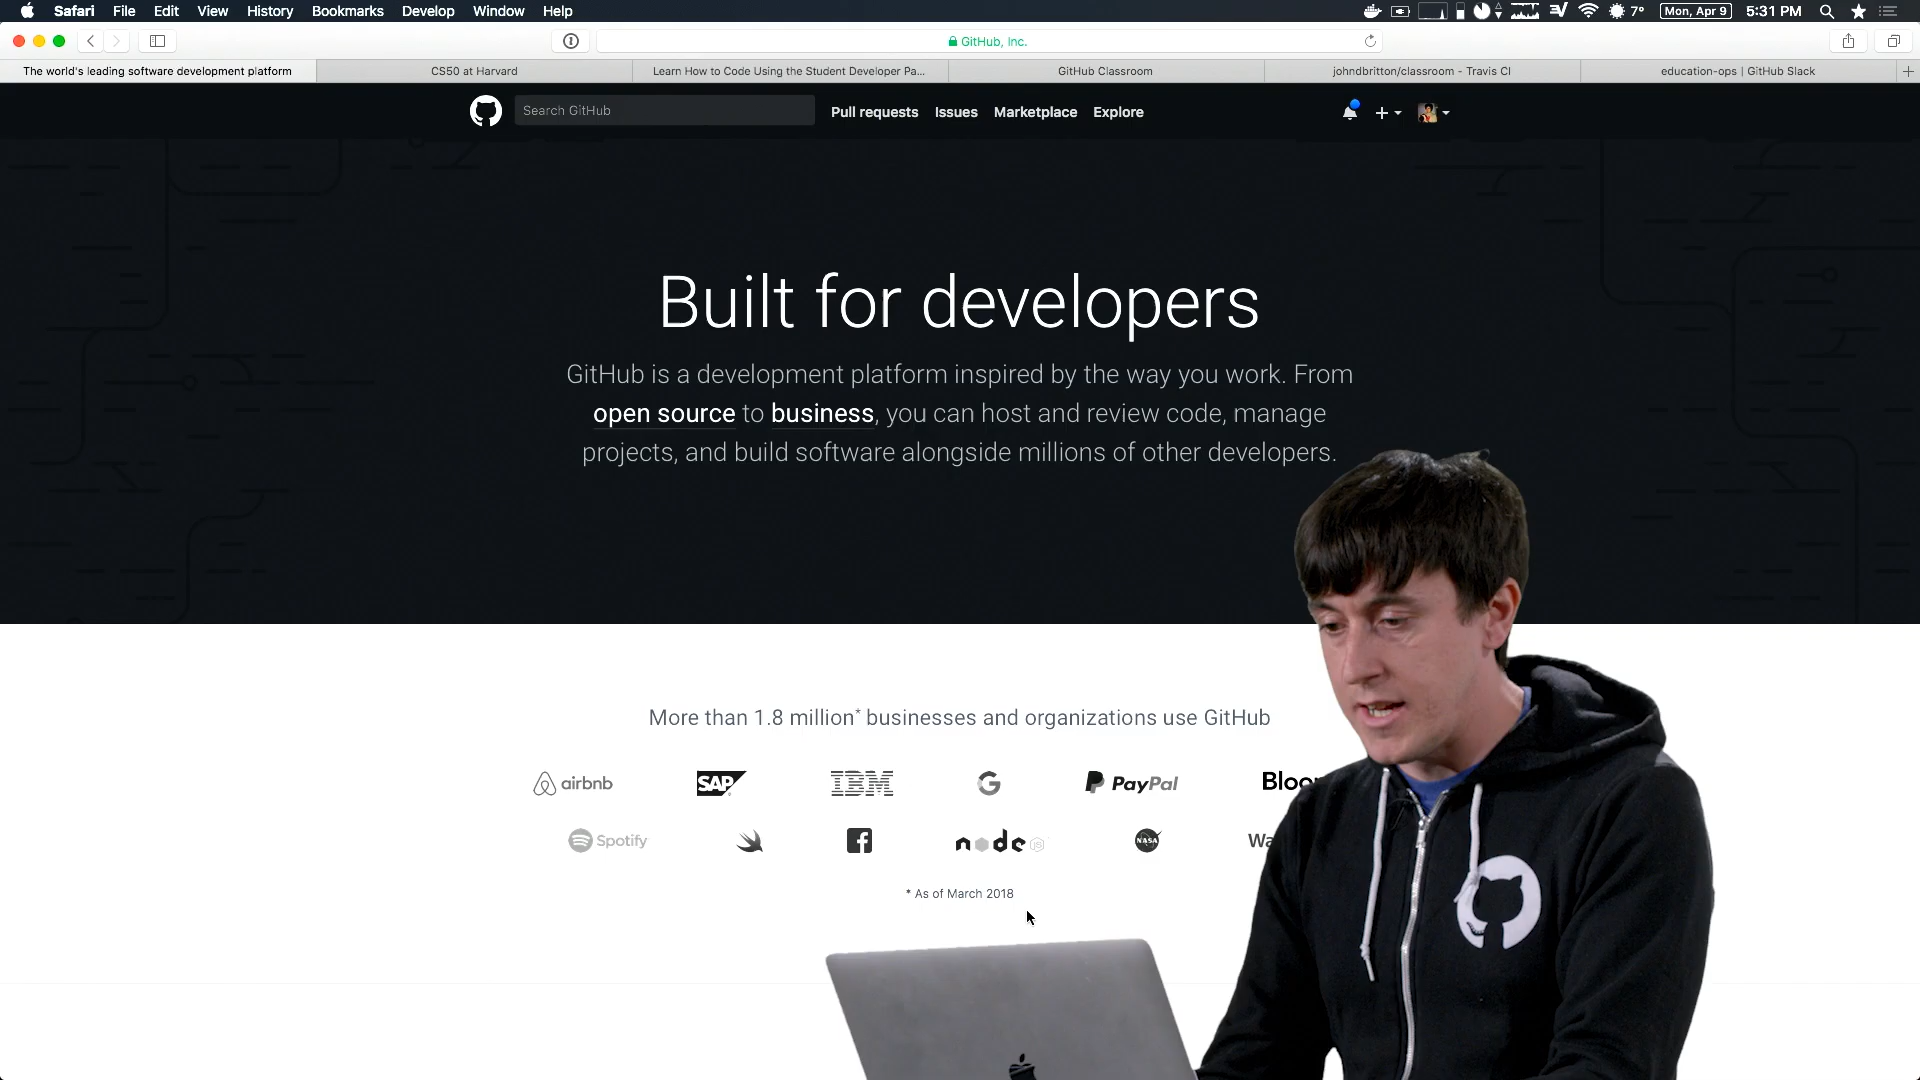 Safari File Edit View History Bookmarks Develop Window Help
7° Mon, Apr 9 5:31 PM
GitHub, Inc.
The world's leading software development platform
CS50 at Harvard
Learn How to Code Using the Student Developer Pa...
GitHub Classroom
johndbritton/classroom - Travis CI
education-ops | GitHub Slack
Search GitHub
Pull requests Issues Marketplace Explore
Built for developers
GitHub is a development platform inspired by the way you work. From
open source to business, you can host and review code, manage
projects, and build software alongside millions of other developers.
More than 1.8 million* businesses and organizations use GitHub
airbnb SAP IBM G PayPal Bloo
Spotify node JS NASA Wa
* As of March 2018